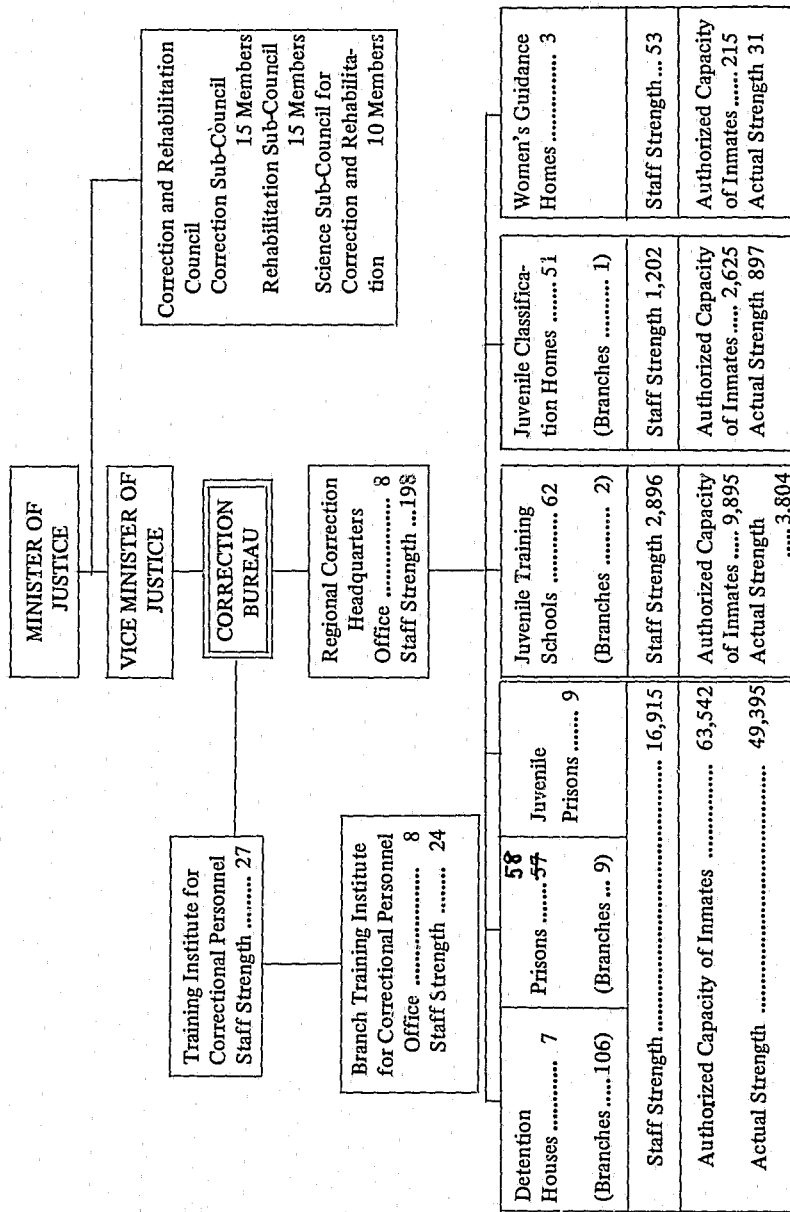 MINISTER OF
JUSTICE
VICE MINISTER OF
JUSTICE
CORRECTION
BUREAU
Correction and Rehabilitation
Council
Correction Sub-Council
15 Members
Rehabilitation Sub-Council
15 Members
Science Sub-Council for
Correction and Rehabilita-
tion 10 Members
Training Institute for
Correctional Personnel
Staff Strength ......... 27
Branch Training Institute
for Correctional Personnel
Office .................... 8
Staff Strength ......... 24
Regional Correction
Headquarters
Office ................. 8
Staff Strength ...198
Detention
Houses ............. 7
(Branches.....106)
58
Prisons ....... 57
(Branches ... 9)
Juvenile
Prisons ........ 9
Staff Strength ............................................. 16,915
Authorized Capacity of Inmates ................ 63,542
Actual Strength ............................................. 49,395
Juvenile Training
Schools ............ 62
(Branches .......... 2)
Staff Strength 2,896
Authorized Capacity
of Inmates ..... 9,895
Actual Strength
..... 3,804
Juvenile Classifica-
tion Homes ....... 51
(Branches .......... 1)
Staff Strength 1,202
Authorized Capacity
of Inmates ..... 2,625
Actual Strength 897
Women's Guidance
Homes ................ 3
Staff Strength... 53
Authorized Capacity
of Inmates ...... 215
Actual Strength 31